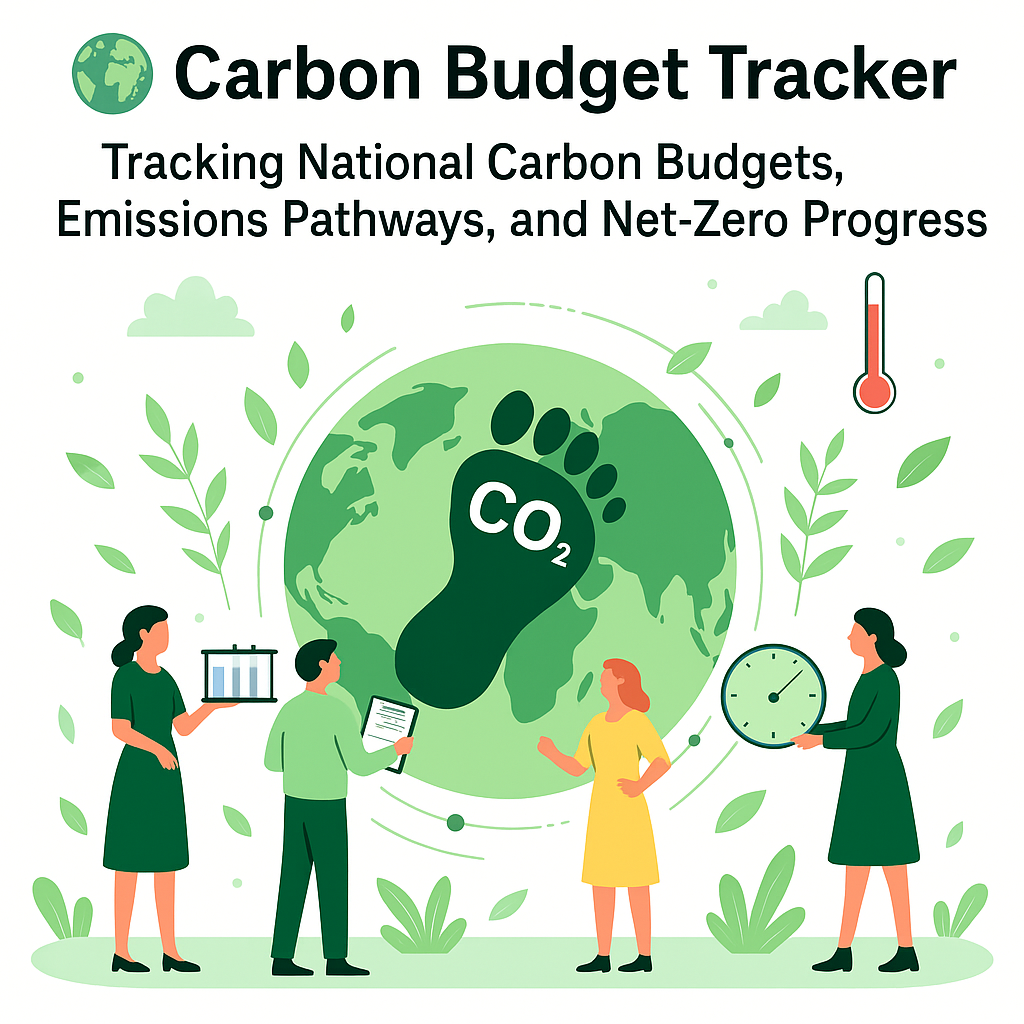 Carbon Budget Tracker
Tracking National Carbon Budgets,
Emissions Pathways, and Net-Zero Progress
CO₂